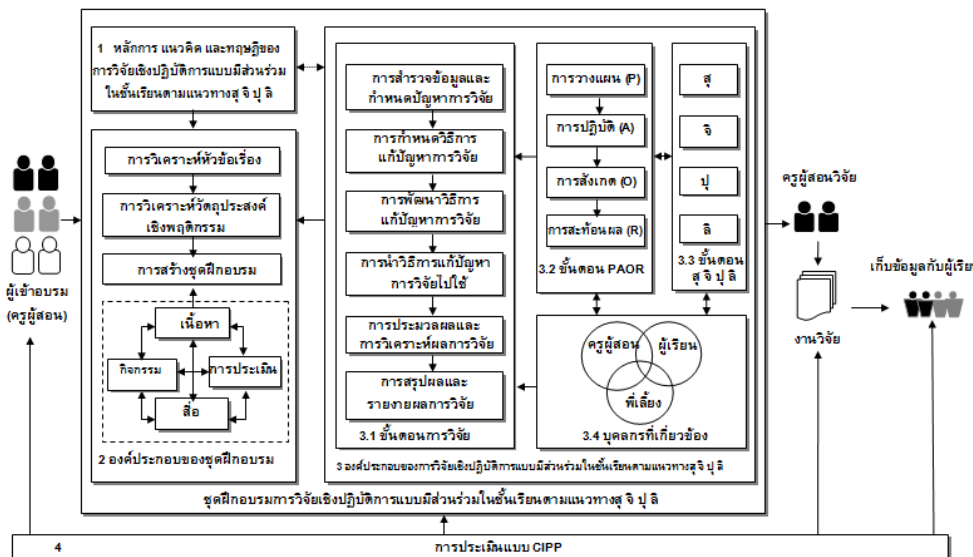 1 หลักการ แนวคิด และทฤษฎีของ
การวิจัยเชิงปฏิบัติการแบบมีส่วนร่วม
ในชั้นเรียนตามแนวทางสุ จิ ปุ ลิ
การวิเคราะห์หัวข้อเรื่อง
การวิเคราะห์วัตถุประสงค์
เชิงพฤติกรรม
การสร้างชุดฝึกอบรม
เนื้อหา
กิจกรรม
การประเมิน
สื่อ
2 องค์ประกอบของชุดฝึกอบรม
ผู้เข้าอบรม
(ครูผู้สอน)
การสำรวจข้อมูลและ
กำหนดปัญหาการวิจัย
การกำหนดวิธีการ
แก้ปัญหาการวิจัย
การพัฒนาวิธีการ
แก้ปัญหาการวิจัย
การนำวิธีการแก้ปัญหา
การวิจัยไปใช้
การประมวลผลและ
การวิเคราะห์ผลการวิจัย
การสรุปผลและ
รายงายผลการวิจัย
3.1 ขั้นตอนการวิจัย
การวางแผน (P)
การปฏิบัติ (A)
การสังเกต (O)
การสะท้อนผล (R)
3.2 ขั้นตอน PAOR
สุ
จิ
ปุ
ลิ
3.3 ขั้นตอน
สุ จิ ปุ ลิ
ครูผู้สอน
ผู้เรียน
พี่เลี้ยง
3.4 บุคลกรที่เกี่ยวข้อง
3 องค์ประกอบของการวิจัยเชิงปฏิบัติการแบบมีส่วนร่วมในชั้นเรียนตามแนวทางสุ จิ ปุ ลิ
ชุดฝึกอบรมการวิจัยเชิงปฏิบัติการแบบมีส่วนร่วมในชั้นเรียนตามแนวทางสุ จิ ปุ ลิ
ครูผู้สอนวิจัย
งานวิจัย
เก็บข้อมูลกับผู้เรีย
4 การประเมินแบบ CIPP